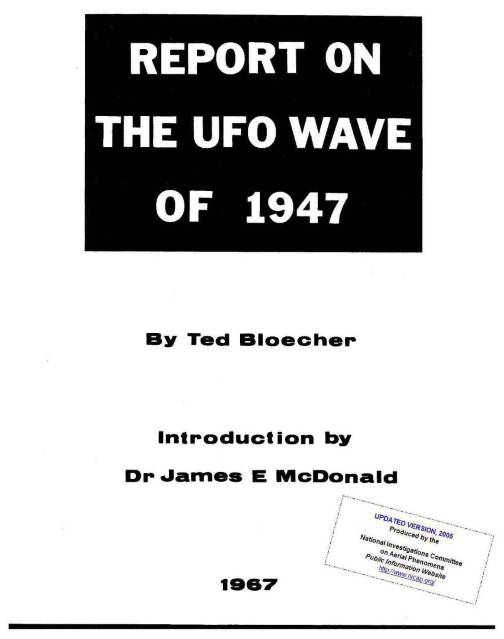 REPORT ON
THE UFO WAVE
OF 1947
By Ted Bloecher
Introduction by
Dr James E McDonald
UPDATED VERSION, 2005
Produced by the
National Investigations Committee
on Aerial Phenomena
Public Information Website
http://www.nicap.org/
1967